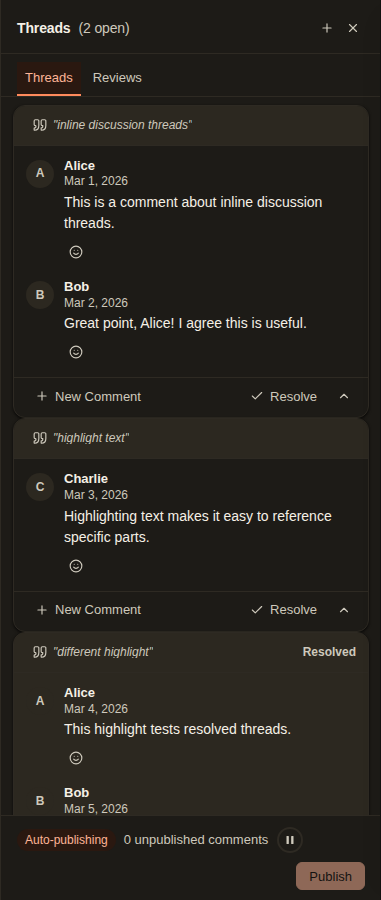 Threads (2 open)
Threads Reviews
"inline discussion threads"
A Alice
Mar 1, 2026
This is a comment about inline discussion
threads.
B Bob
Mar 2, 2026
Great point, Alice! I agree this is useful.
New Comment Resolve
"highlight text"
C Charlie
Mar 3, 2026
Highlighting text makes it easy to reference
specific parts.
New Comment Resolve
"different highlight" Resolved
A Alice
Mar 4, 2026
This highlight tests resolved threads.
B Bob
Mar 5, 2026
Auto-publishing 0 unpublished comments
Publish